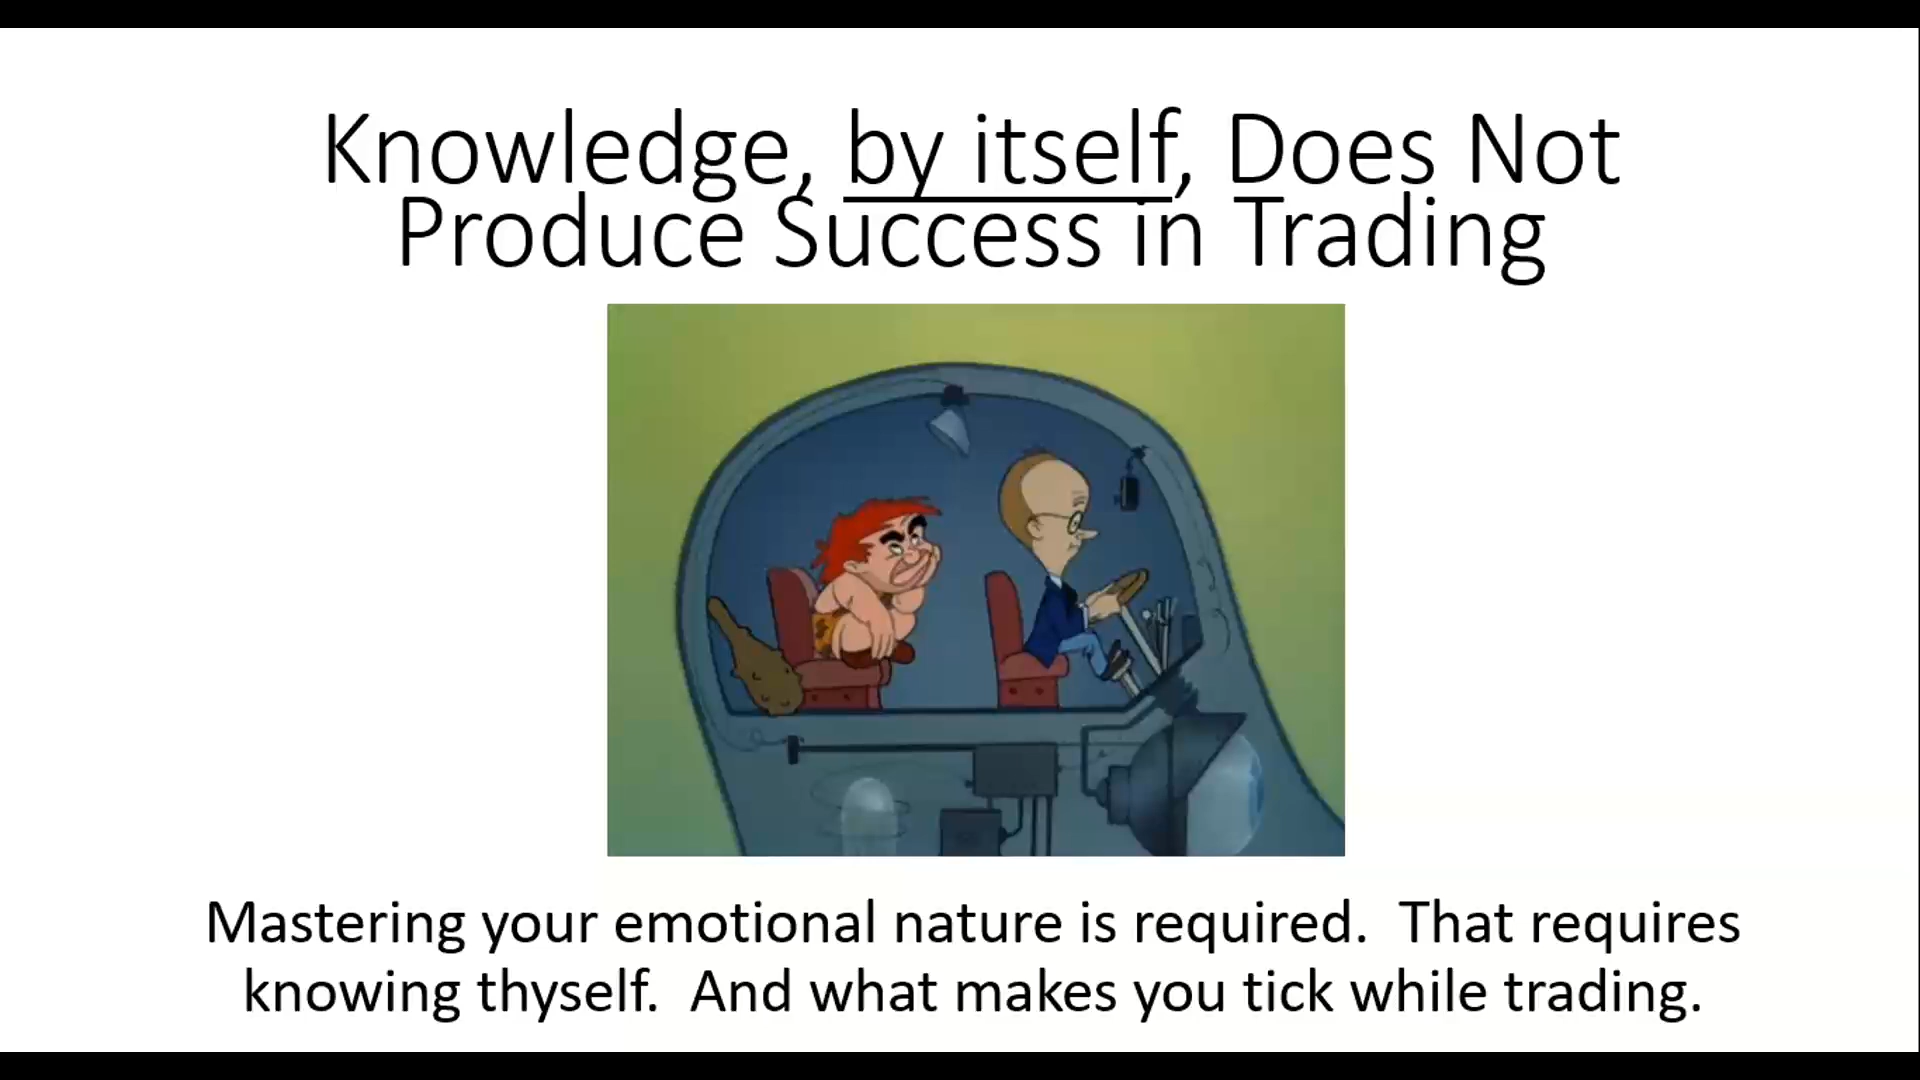 Knowledge, by itself, Does Not
Produce Success in Trading
Mastering your emotional nature is required.  That requires
knowing thyself.  And what makes you tick while trading.